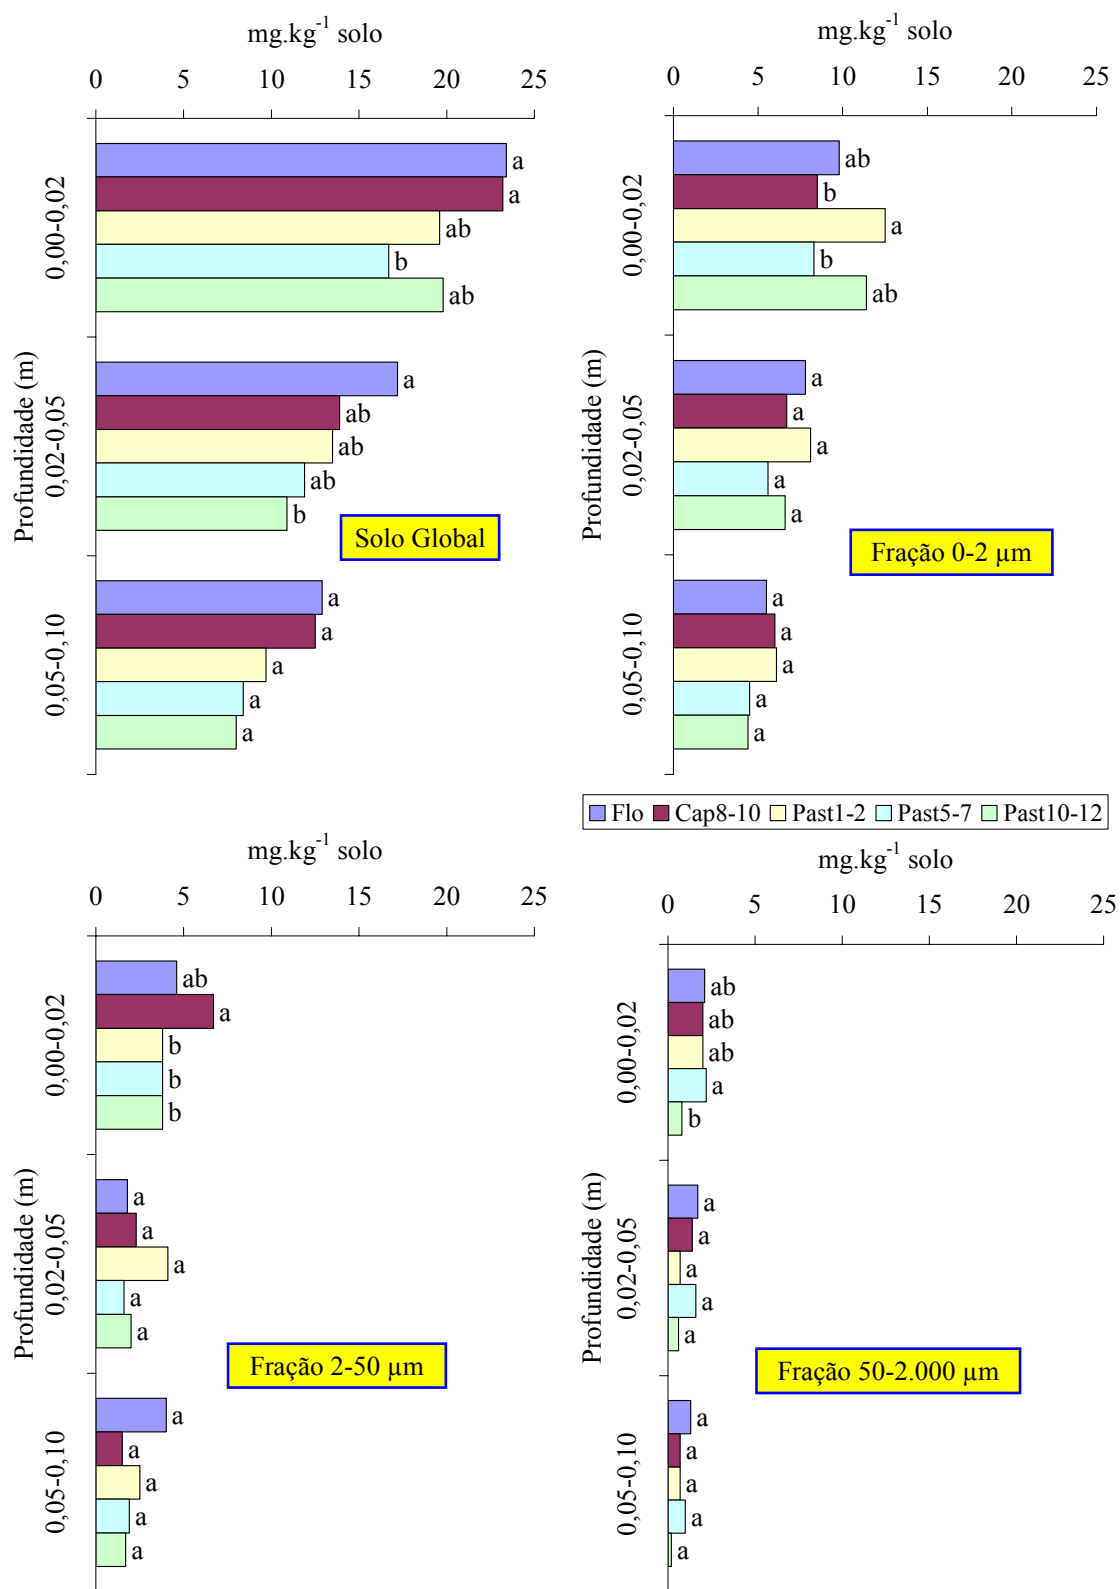 mg.kg-1 solo
0 5 10 15 20 25
Profundidade (m)
0,00-0,02
a
a
ab
b
ab
0,02-0,05
a
ab
ab
ab
b
0,05-0,10
a
a
a
a
a
Solo Global
mg.kg-1 solo
0 5 10 15 20 25
Profundidade (m)
0,00-0,02
ab
b
a
b
ab
0,02-0,05
a
a
a
a
a
0,05-0,10
a
a
a
a
a
Fração 0-2 µm
Flo Cap8-10 Past1-2 Past5-7 Past10-12
mg.kg-1 solo
0 5 10 15 20 25
Profundidade (m)
0,00-0,02
ab
a
b
b
b
0,02-0,05
a
a
a
a
a
0,05-0,10
a
a
a
a
a
Fração 2-50 µm
mg.kg-1 solo
0 5 10 15 20 25
Profundidade (m)
0,00-0,02
ab
ab
ab
a
b
0,02-0,05
a
a
a
a
a
0,05-0,10
a
a
a
a
a
Fração 50-2.000 µm